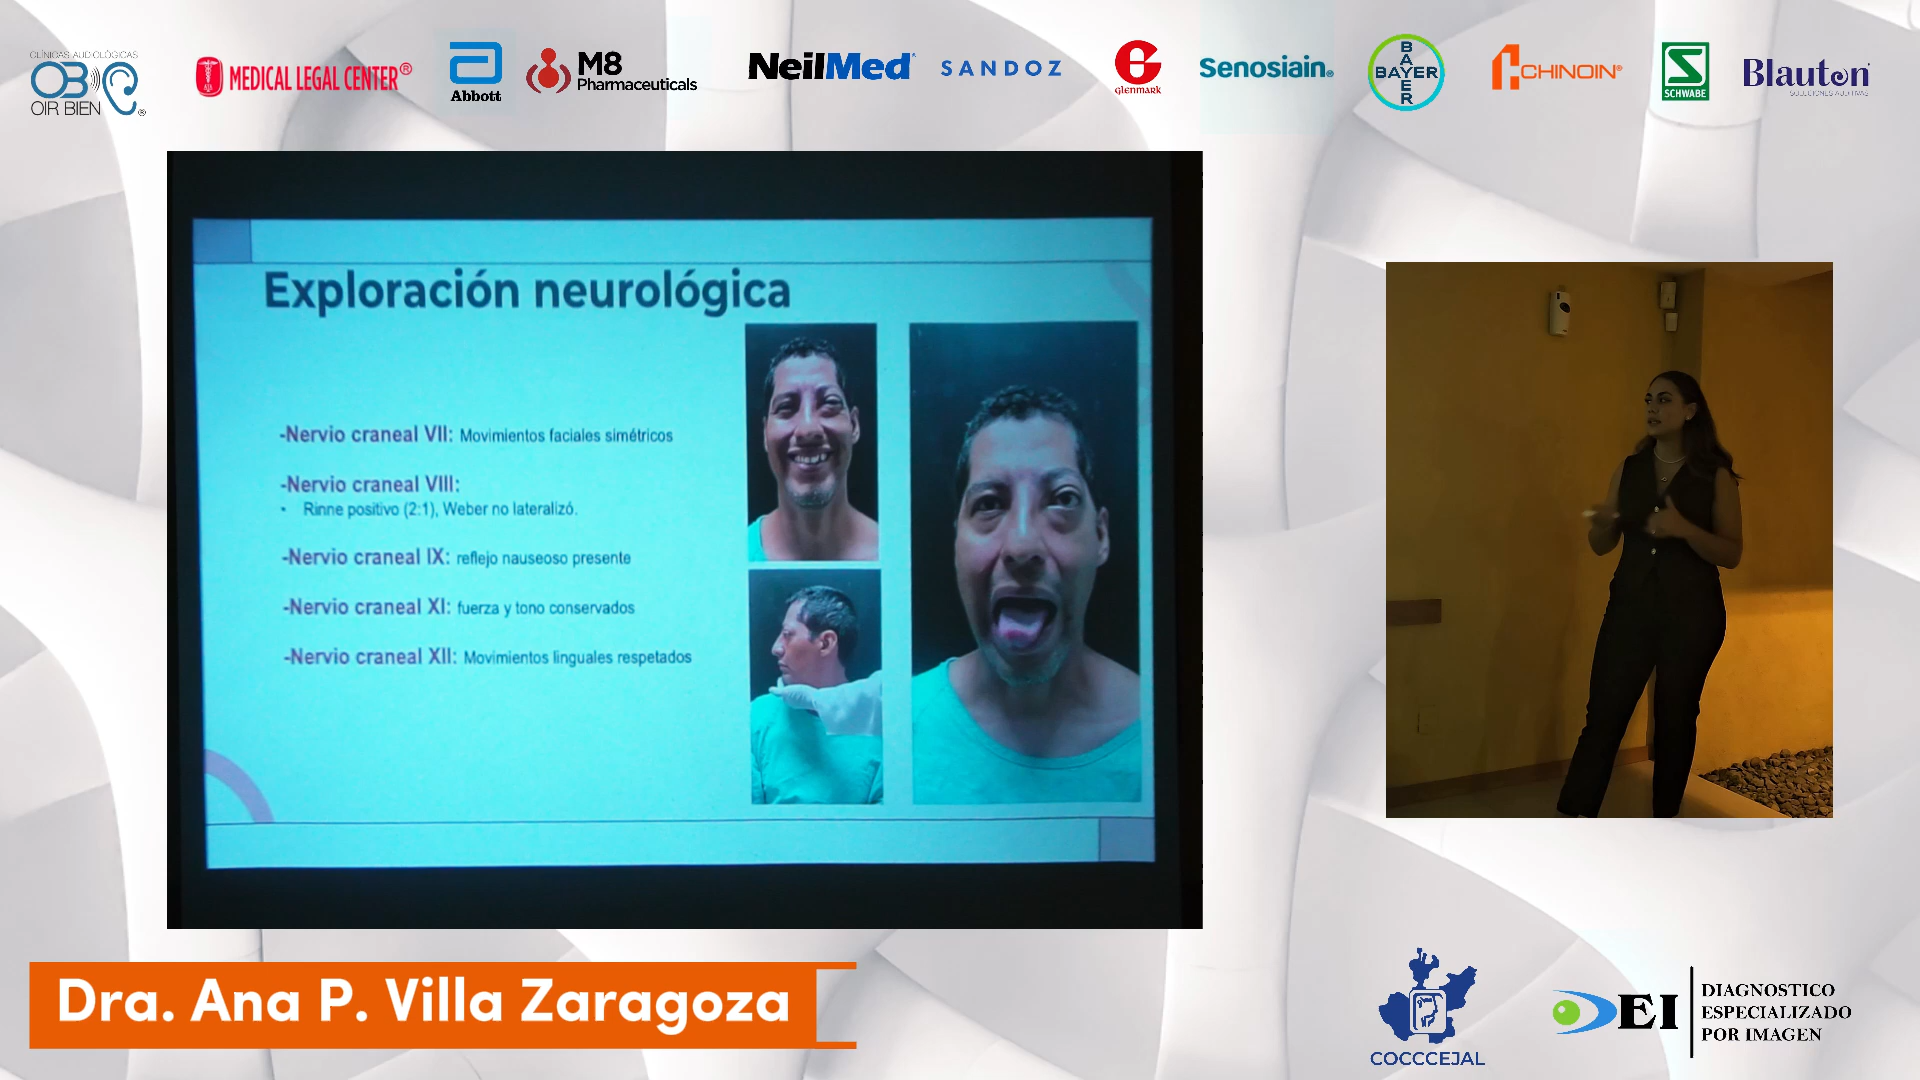 CLÍNICAS AUDIOLÓGICAS
OB
OIR BIEN
®
MEDICAL LEGAL CENTER®
Abbott
M8
Pharmaceuticals
NeilMed®
SANDOZ
glenmark
Senosiain®
BAYER
BAYER
CHINOIN®
SCHWABE
Blauton
SOLUCIONES AUDITIVAS
Exploración neurológica
-Nervio craneal VII: Movimientos faciales simétricos
-Nervio craneal VIII:
• Rinne positivo (2:1), Weber no lateralizó.
-Nervio craneal IX: reflejo nauseoso presente
-Nervio craneal XI: fuerza y tono conservados
-Nervio craneal XII: Movimientos linguales respetados
Dra. Ana P. Villa Zaragoza
COCCCEJAL
DEI
DIAGNOSTICO
ESPECIALIZADO
POR IMAGEN